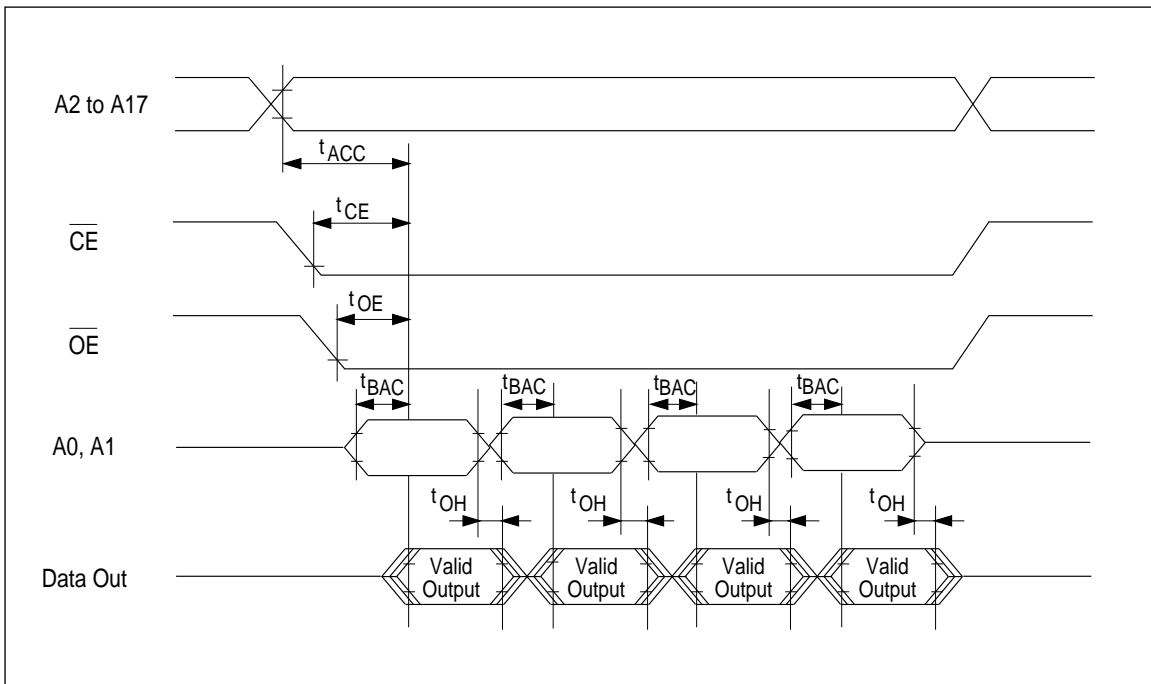 A2 to A17
tACC
tCE
CE
tOE
OE
tBAC tBAC tBAC tBAC
A0, A1
tOH tOH tOH tOH
Data Out
Valid Output
Valid Output
Valid Output
Valid Output